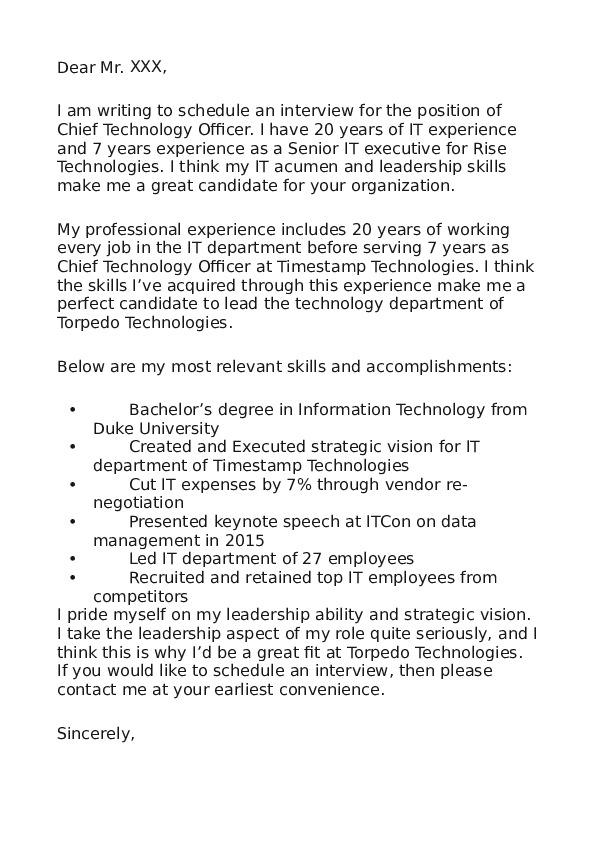 Dear Mr. XXX,
I am writing to schedule an interview for the position of
Chief Technology Officer. I have 20 years of IT experience
and 7 years experience as a Senior IT executive for Rise
Technologies. I think my IT acumen and leadership skills
make me a great candidate for your organization.
My professional experience includes 20 years of working
every job in the IT department before serving 7 years as
Chief Technology Officer at Timestamp Technologies. I think
the skills I’ve acquired through this experience make me a
perfect candidate to lead the technology department of
Torpedo Technologies.
Below are my most relevant skills and accomplishments:
• Bachelor’s degree in Information Technology from
Duke University
• Created and Executed strategic vision for IT
department of Timestamp Technologies
• Cut IT expenses by 7% through vendor re-
negotiation
• Presented keynote speech at ITCon on data
management in 2015
• Led IT department of 27 employees
• Recruited and retained top IT employees from
competitors
I pride myself on my leadership ability and strategic vision.
I take the leadership aspect of my role quite seriously, and I
think this is why I’d be a great fit at Torpedo Technologies.
If you would like to schedule an interview, then please
contact me at your earliest convenience.
Sincerely,